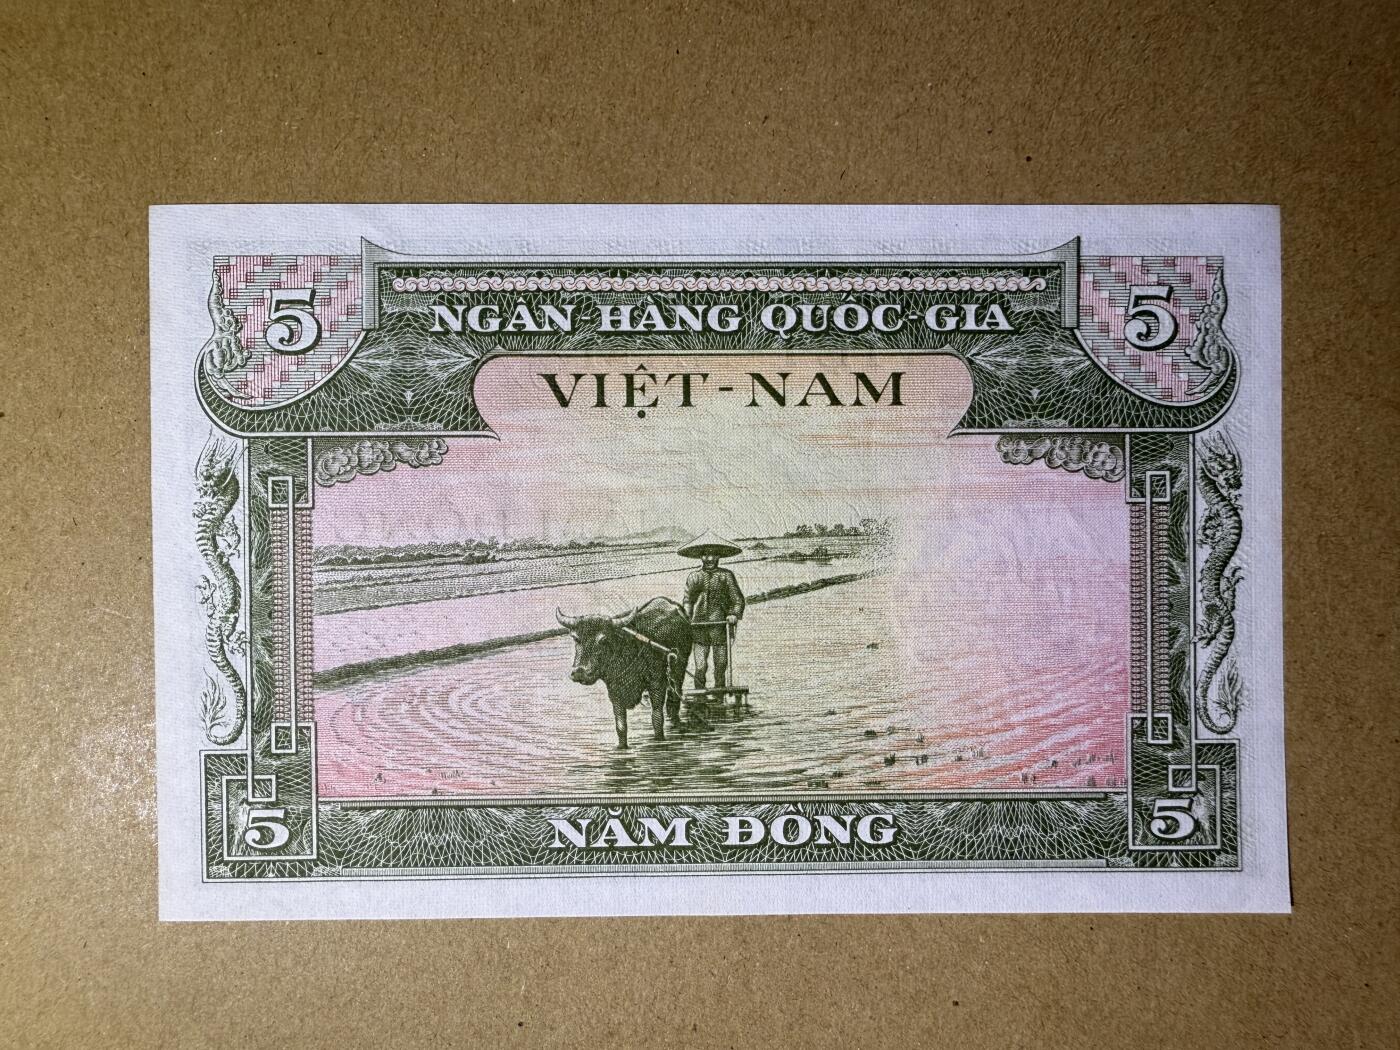 5 5
NGÂN-HÀNG QUỐC-GIA
VIỆT-NAM
5 NĂM ĐỒNG 5